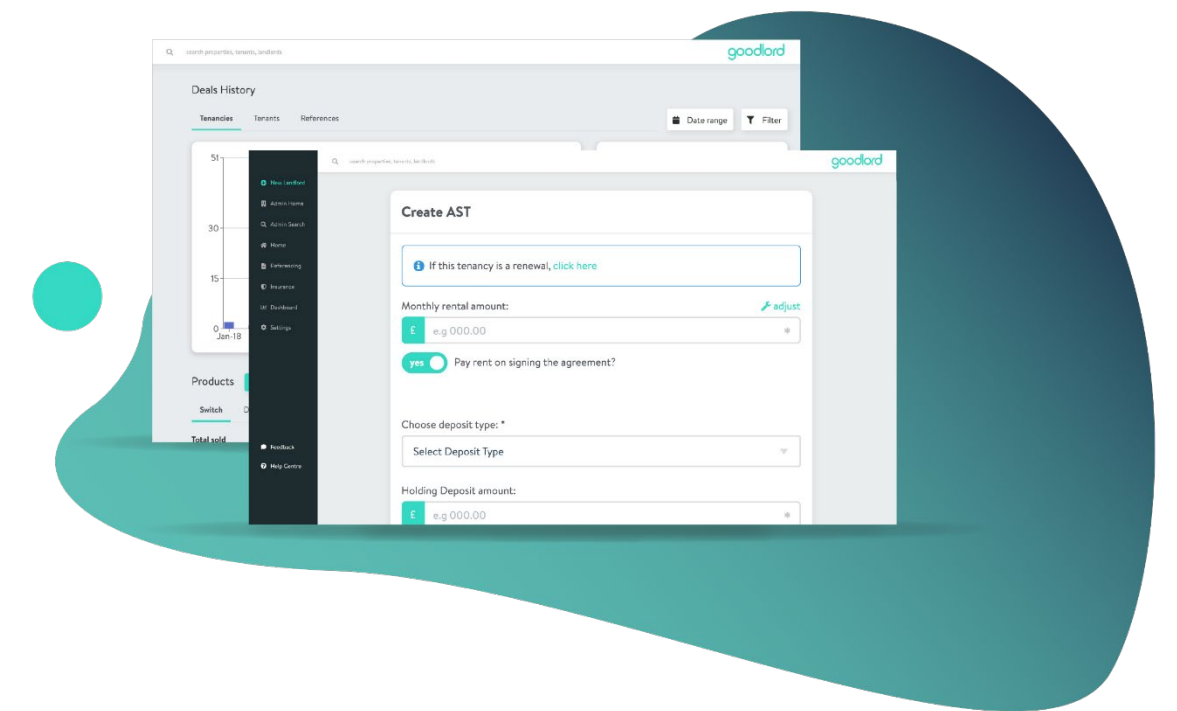 search properties, tenants, landlords
goodlord
Deals History
Tenancies Tenants References
Date range Filter
51
30
15
0
Jan-18
Products
Switch D
Total sold
search properties, tenants, landlords
goodlord
New Landlord
Admin Home
Admin Search
Home
Referencing
Insurance
Dashboard
Settings
Feedback
Help Centre
Create AST
If this tenancy is a renewal, click here
Monthly rental amount: adjust
£ e.g 000.00 *
yes Pay rent on signing the agreement?
Choose deposit type: *
Select Deposit Type
Holding Deposit amount:
£ e.g 000.00 *